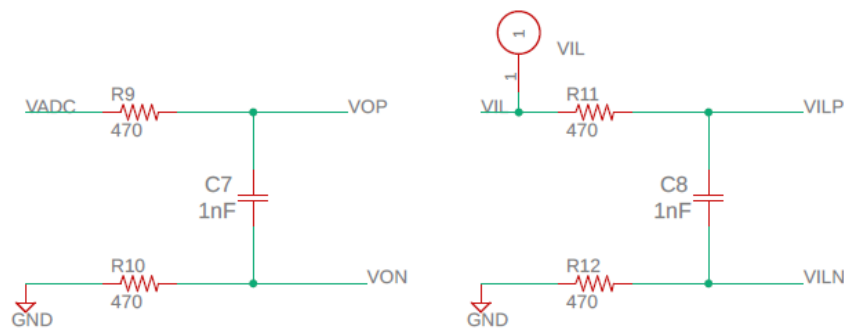 1
VIL
1
R9
VADC
VOP
470
C7
1nF
R10
VON
470
GND
R11
VIL
VILP
470
C8
1nF
R12
VILN
470
GND